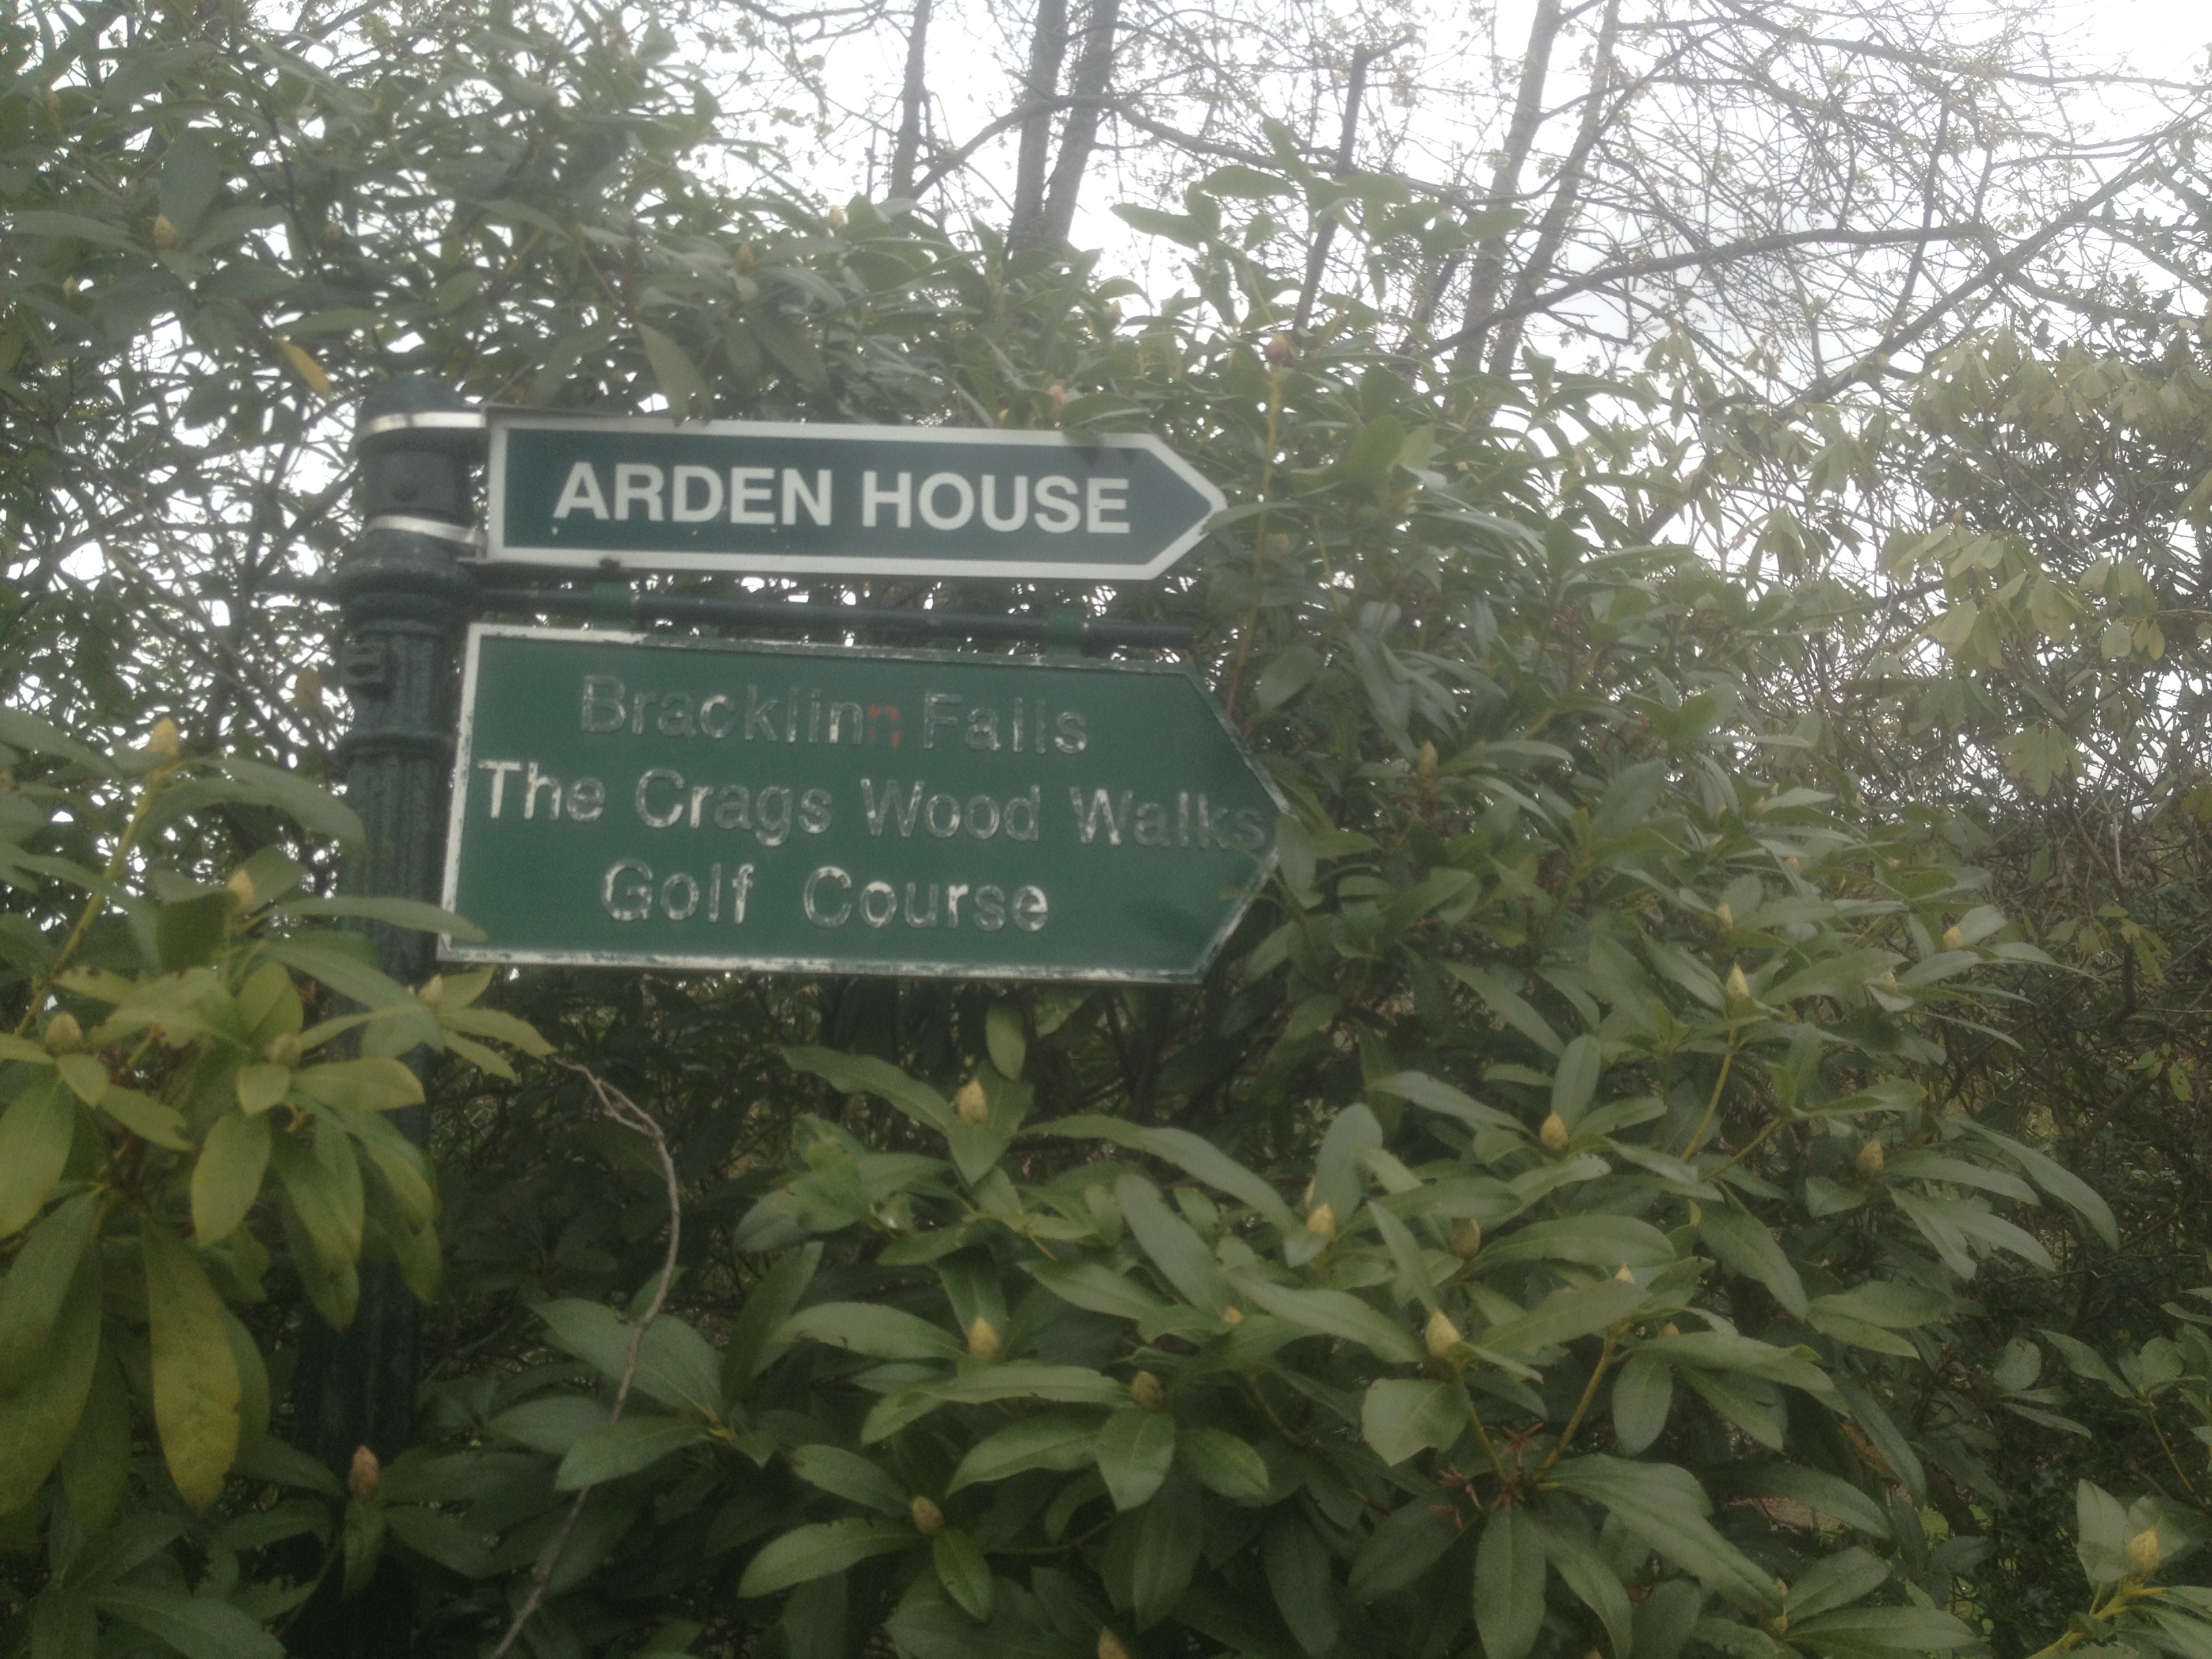 ARDEN HOUSE
Bracklinn Falls
The Crags Wood Walks
Golf Course